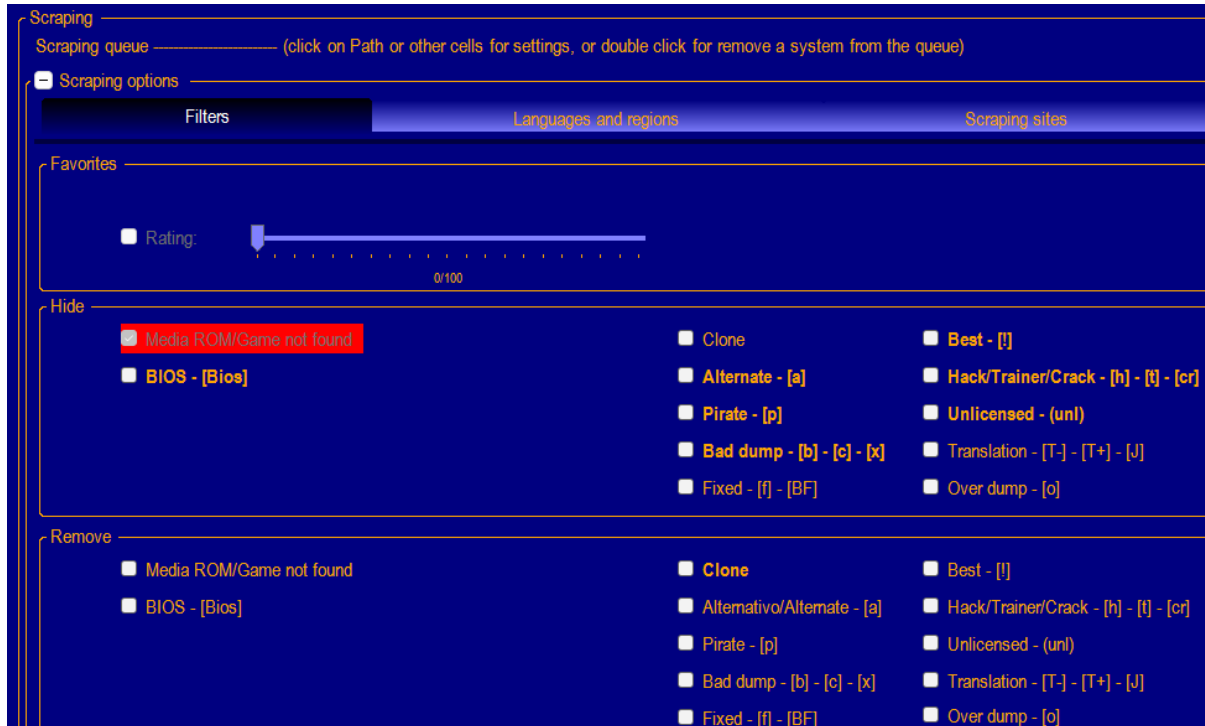 Scraping
Scraping queue ------------------------- (click on Path or other cells for settings, or double click for remove a system from the queue)
Scraping options
Filters Languages and regions Scraping sites
Favorites
Rating:
0/100
Hide
Media ROM/Game not found Clone Best - [!]
BIOS - [Bios] Alternate - [a] Hack/Trainer/Crack - [h] - [t] - [cr]
Pirate - [p] Unlicensed - (unl)
Bad dump - [b] - [c] - [x] Translation - [T-] - [T+] - [J]
Fixed - [f] - [BF] Over dump - [o]
Remove
Media ROM/Game not found Clone Best - [!]
BIOS - [Bios] Alternativo/Alternate - [a] Hack/Trainer/Crack - [h] - [t] - [cr]
Pirate - [p] Unlicensed - (unl)
Bad dump - [b] - [c] - [x] Translation - [T-] - [T+] - [J]
Fixed - [f] - [BF] Over dump - [o]